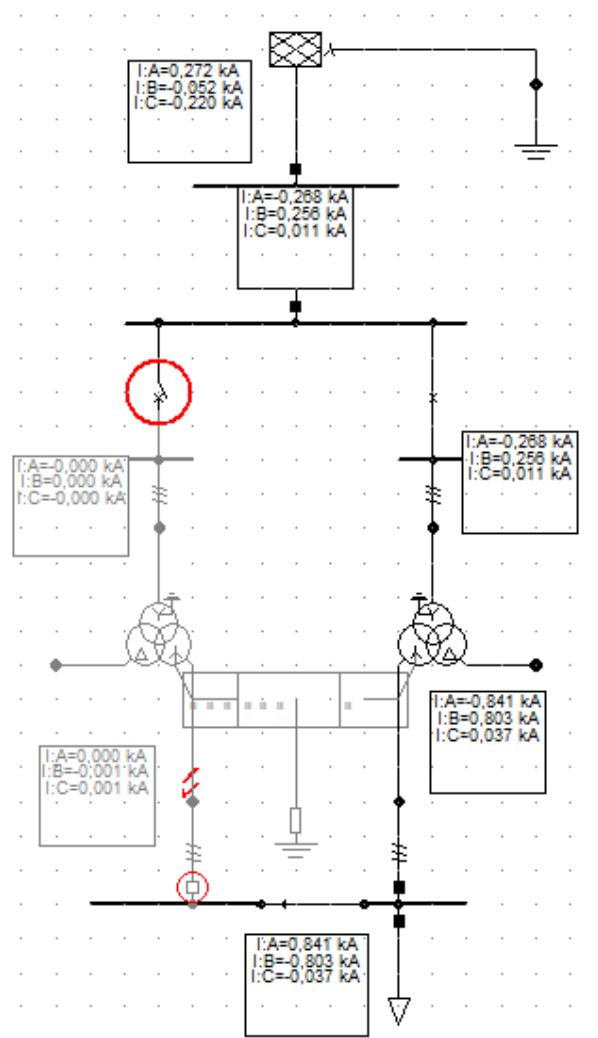 I:A=0,272 kA
I:B=-0,052 kA
I:C=-0,220 kA
I:A=-0,268 kA
I:B=0,256 kA
I:C=0,011 kA
I:A=-0,000 kA
I:B=0,000 kA
I:C=-0,000 kA
I:A=-0,268 kA
I:B=0,256 kA
I:C=0,011 kA
I:A=-0,841 kA
I:B=0,803 kA
I:C=0,037 kA
I:A=0,000 kA
I:B=-0,001 kA
I:C=0,001 kA
I:A=0,841 kA
I:B=-0,803 kA
I:C=-0,037 kA